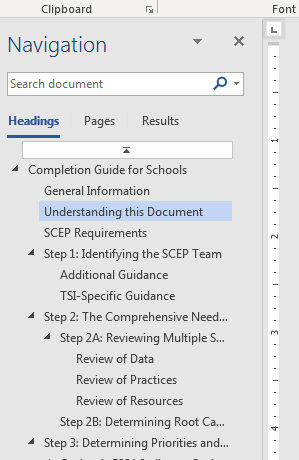 Clipboard
Font
Navigation
Search document
Headings Pages Results
Completion Guide for Schools
General Information
Understanding this Document
SCEP Requirements
Step 1: Identifying the SCEP Team
Additional Guidance
TSI-Specific Guidance
Step 2: The Comprehensive Need...
Step 2A: Reviewing Multiple S...
Review of Data
Review of Practices
Review of Resources
Step 2B: Determining Root Ca...
Step 3: Determining Priorities and...
1
2
3
4